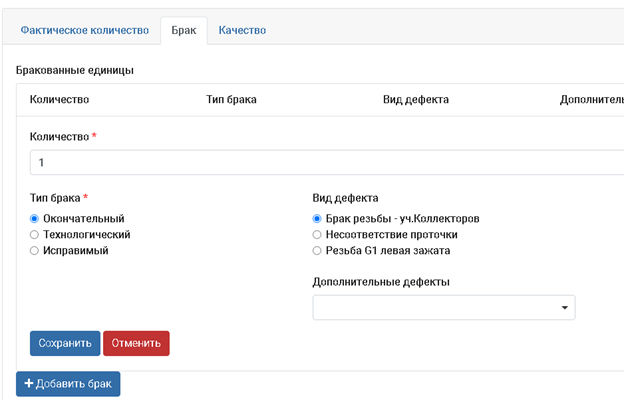 Фактическое количество Брак Качество
Бракованные единицы
Количество Тип брака Вид дефекта Дополнитель
Количество *
1
Тип брака * Вид дефекта
Окончательный Брак резьбы - уч.Коллекторов
Технологический Несоответствие проточки
Исправимый Резьба G1 левая зажата
Дополнительные дефекты
Сохранить Отменить
+ Добавить брак